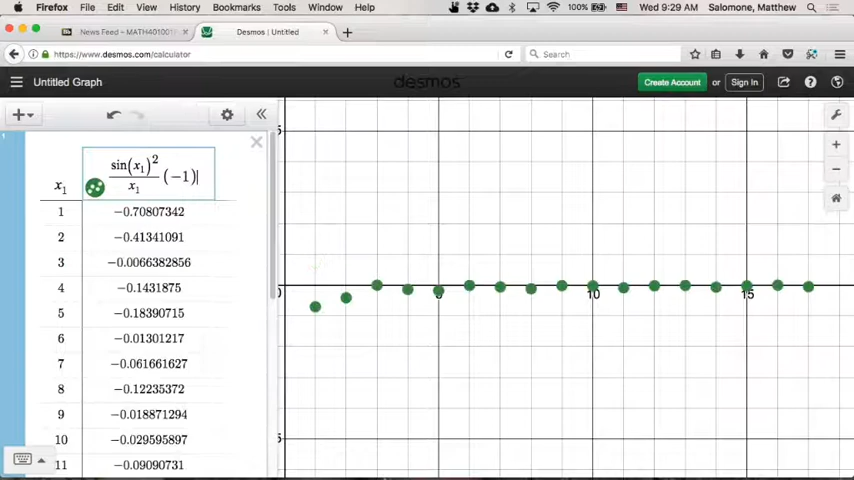 Firefox File Edit View History Bookmarks Tools Window Help 100% Wed 9:29 AM Salomone, Matthew
News Feed – MATH4010011 Desmos | Untitled
https://www.desmos.com/calculator Search
Untitled Graph desmos Create Account or Sign In
1
x₁ sin(x₁)²/x₁ (−1)
1 −0.70807342
2 −0.41341091
3 −0.0066382856
4 −0.1431875
5 −0.18390715
6 −0.01301217
7 −0.061661627
8 −0.12235372
9 −0.018871294
10 −0.029595897
11 −0.09090731
5
0 5 10 15
5